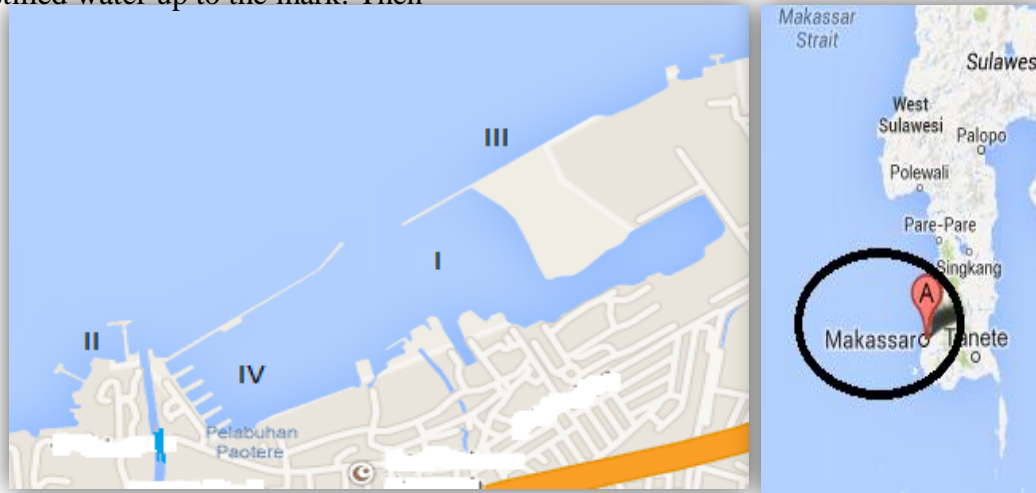 stilled water up to the mark. Then
III
I
II
IV
Pelabuhan
Paotere
Makassar
Strait
Sulawes
West
Sulawesi
Palopo
Polewali
Pare-Pare
Singkang
A
Makassar
Tanete